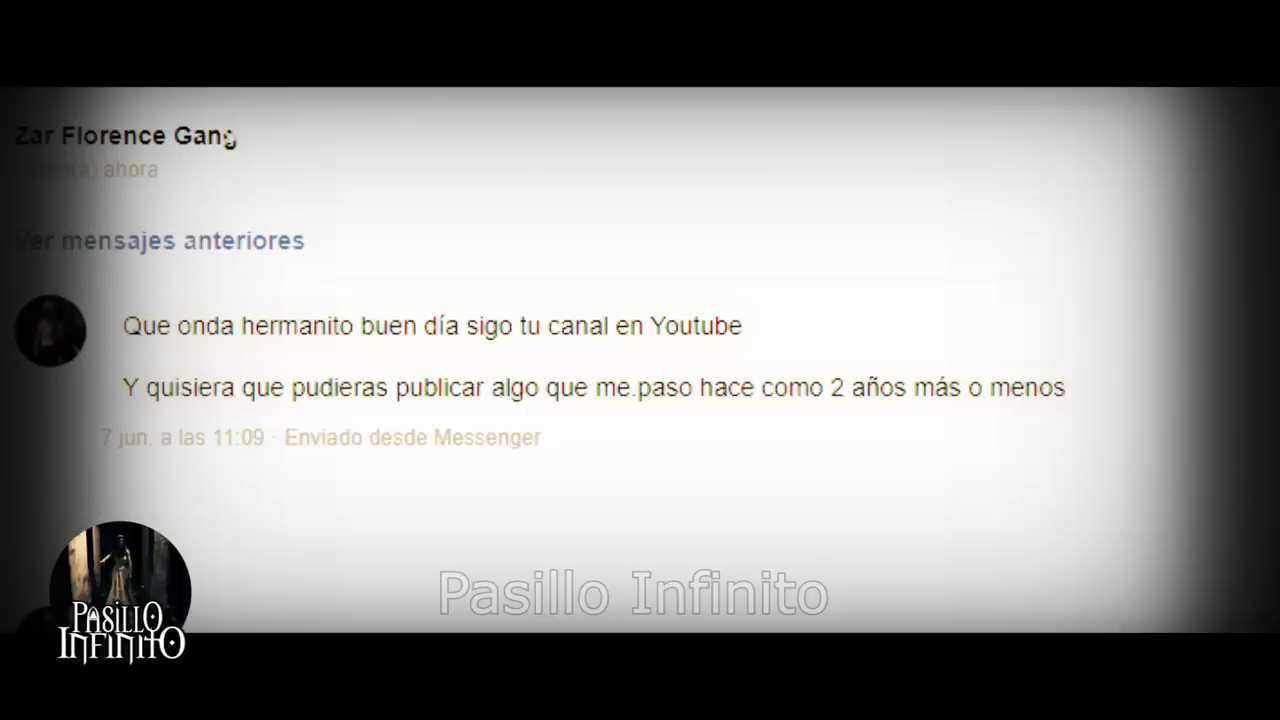 Zar Florence Gang
ahora
Ver mensajes anteriores
Que onda hermanito buen día sigo tu canal en Youtube
Y quisiera que pudieras publicar algo que me.paso hace como 2 años más o menos
7 jun. a las 11:09 · Enviado desde Messenger
Pasillo Infinito
PASILLO
INFINITO